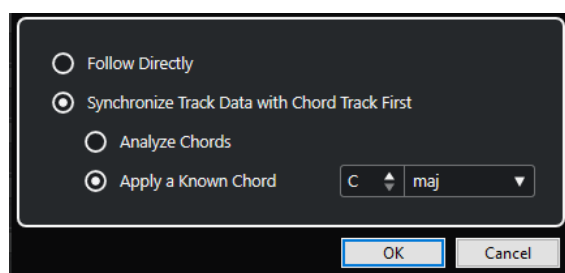 Follow Directly
Synchronize Track Data with Chord Track First
Analyze Chords
Apply a Known Chord C maj
OK Cancel